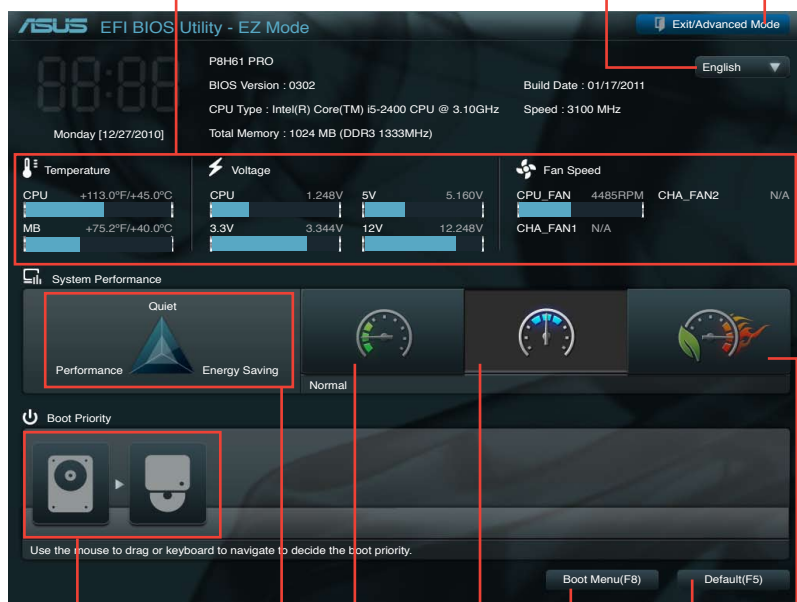 ASUS EFI BIOS Utility - EZ Mode
Exit/Advanced Mode
English
P8H61 PRO
BIOS Version : 0302
Build Date : 01/17/2011
CPU Type : Intel(R) Core(TM) i5-2400 CPU @ 3.10GHz
Speed : 3100 MHz
Monday [12/27/2010]
Total Memory : 1024 MB (DDR3 1333MHz)
Temperature
CPU +113.0ºF/+45.0ºC
MB +75.2ºF/+40.0ºC
Voltage
CPU 1.248V 5V 5.160V
3.3V 3.344V 12V 12.248V
Fan Speed
CPU_FAN 4485RPM CHA_FAN2 N/A
CHA_FAN1 N/A
System Performance
Quiet
Performance
Energy Saving
Normal
Boot Priority
Use the mouse to drag or keyboard to navigate to decide the boot priority.
Boot Menu(F8)
Default(F5)